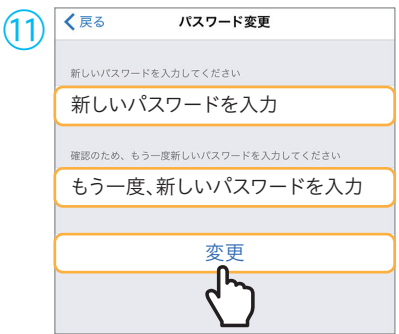 ⑪
戻る パスワード変更
新しいパスワードを入力してください
新しいパスワードを入力
確認のため、もう一度新しいパスワードを入力してください
もう一度、新しいパスワードを入力
変更